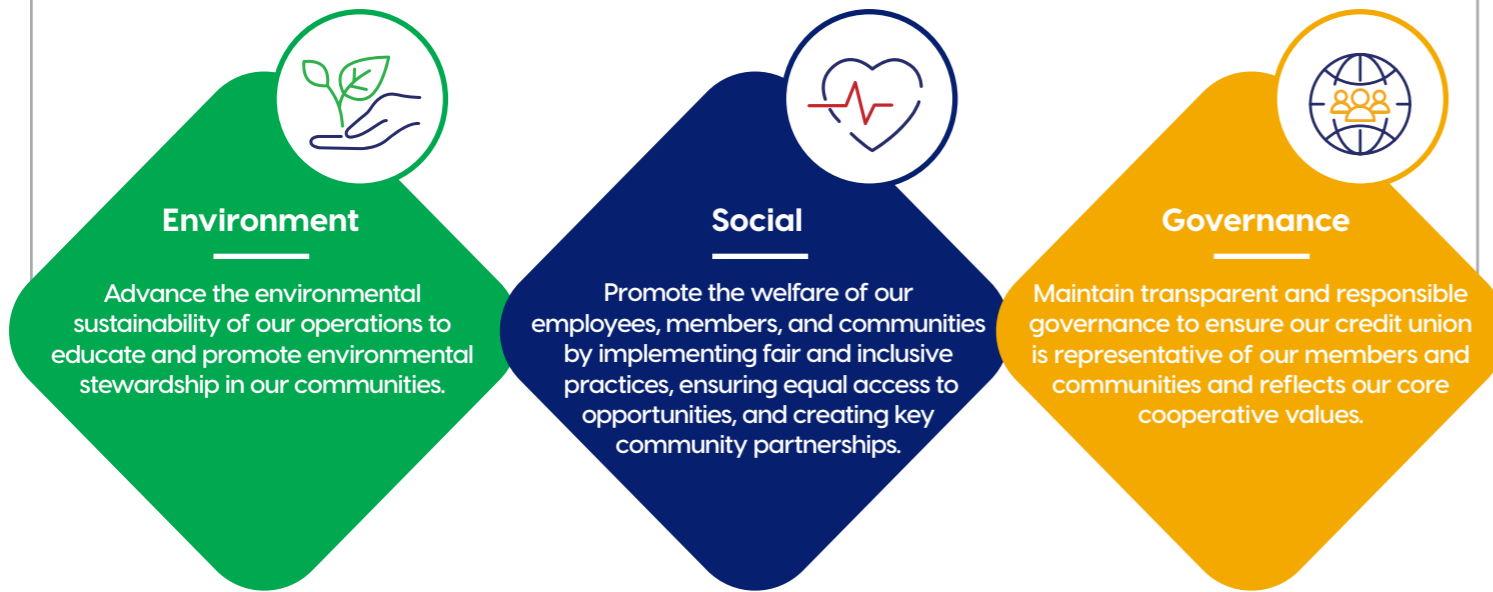 Environment
Advance the environmental
sustainability of our operations to
educate and promote environmental
stewardship in our communities.
Social
Promote the welfare of our
employees, members, and communities
by implementing fair and inclusive
practices, ensuring equal access to
opportunities, and creating key
community partnerships.
Governance
Maintain transparent and responsible
governance to ensure our credit union
is representative of our members and
communities and reflects our core
cooperative values.